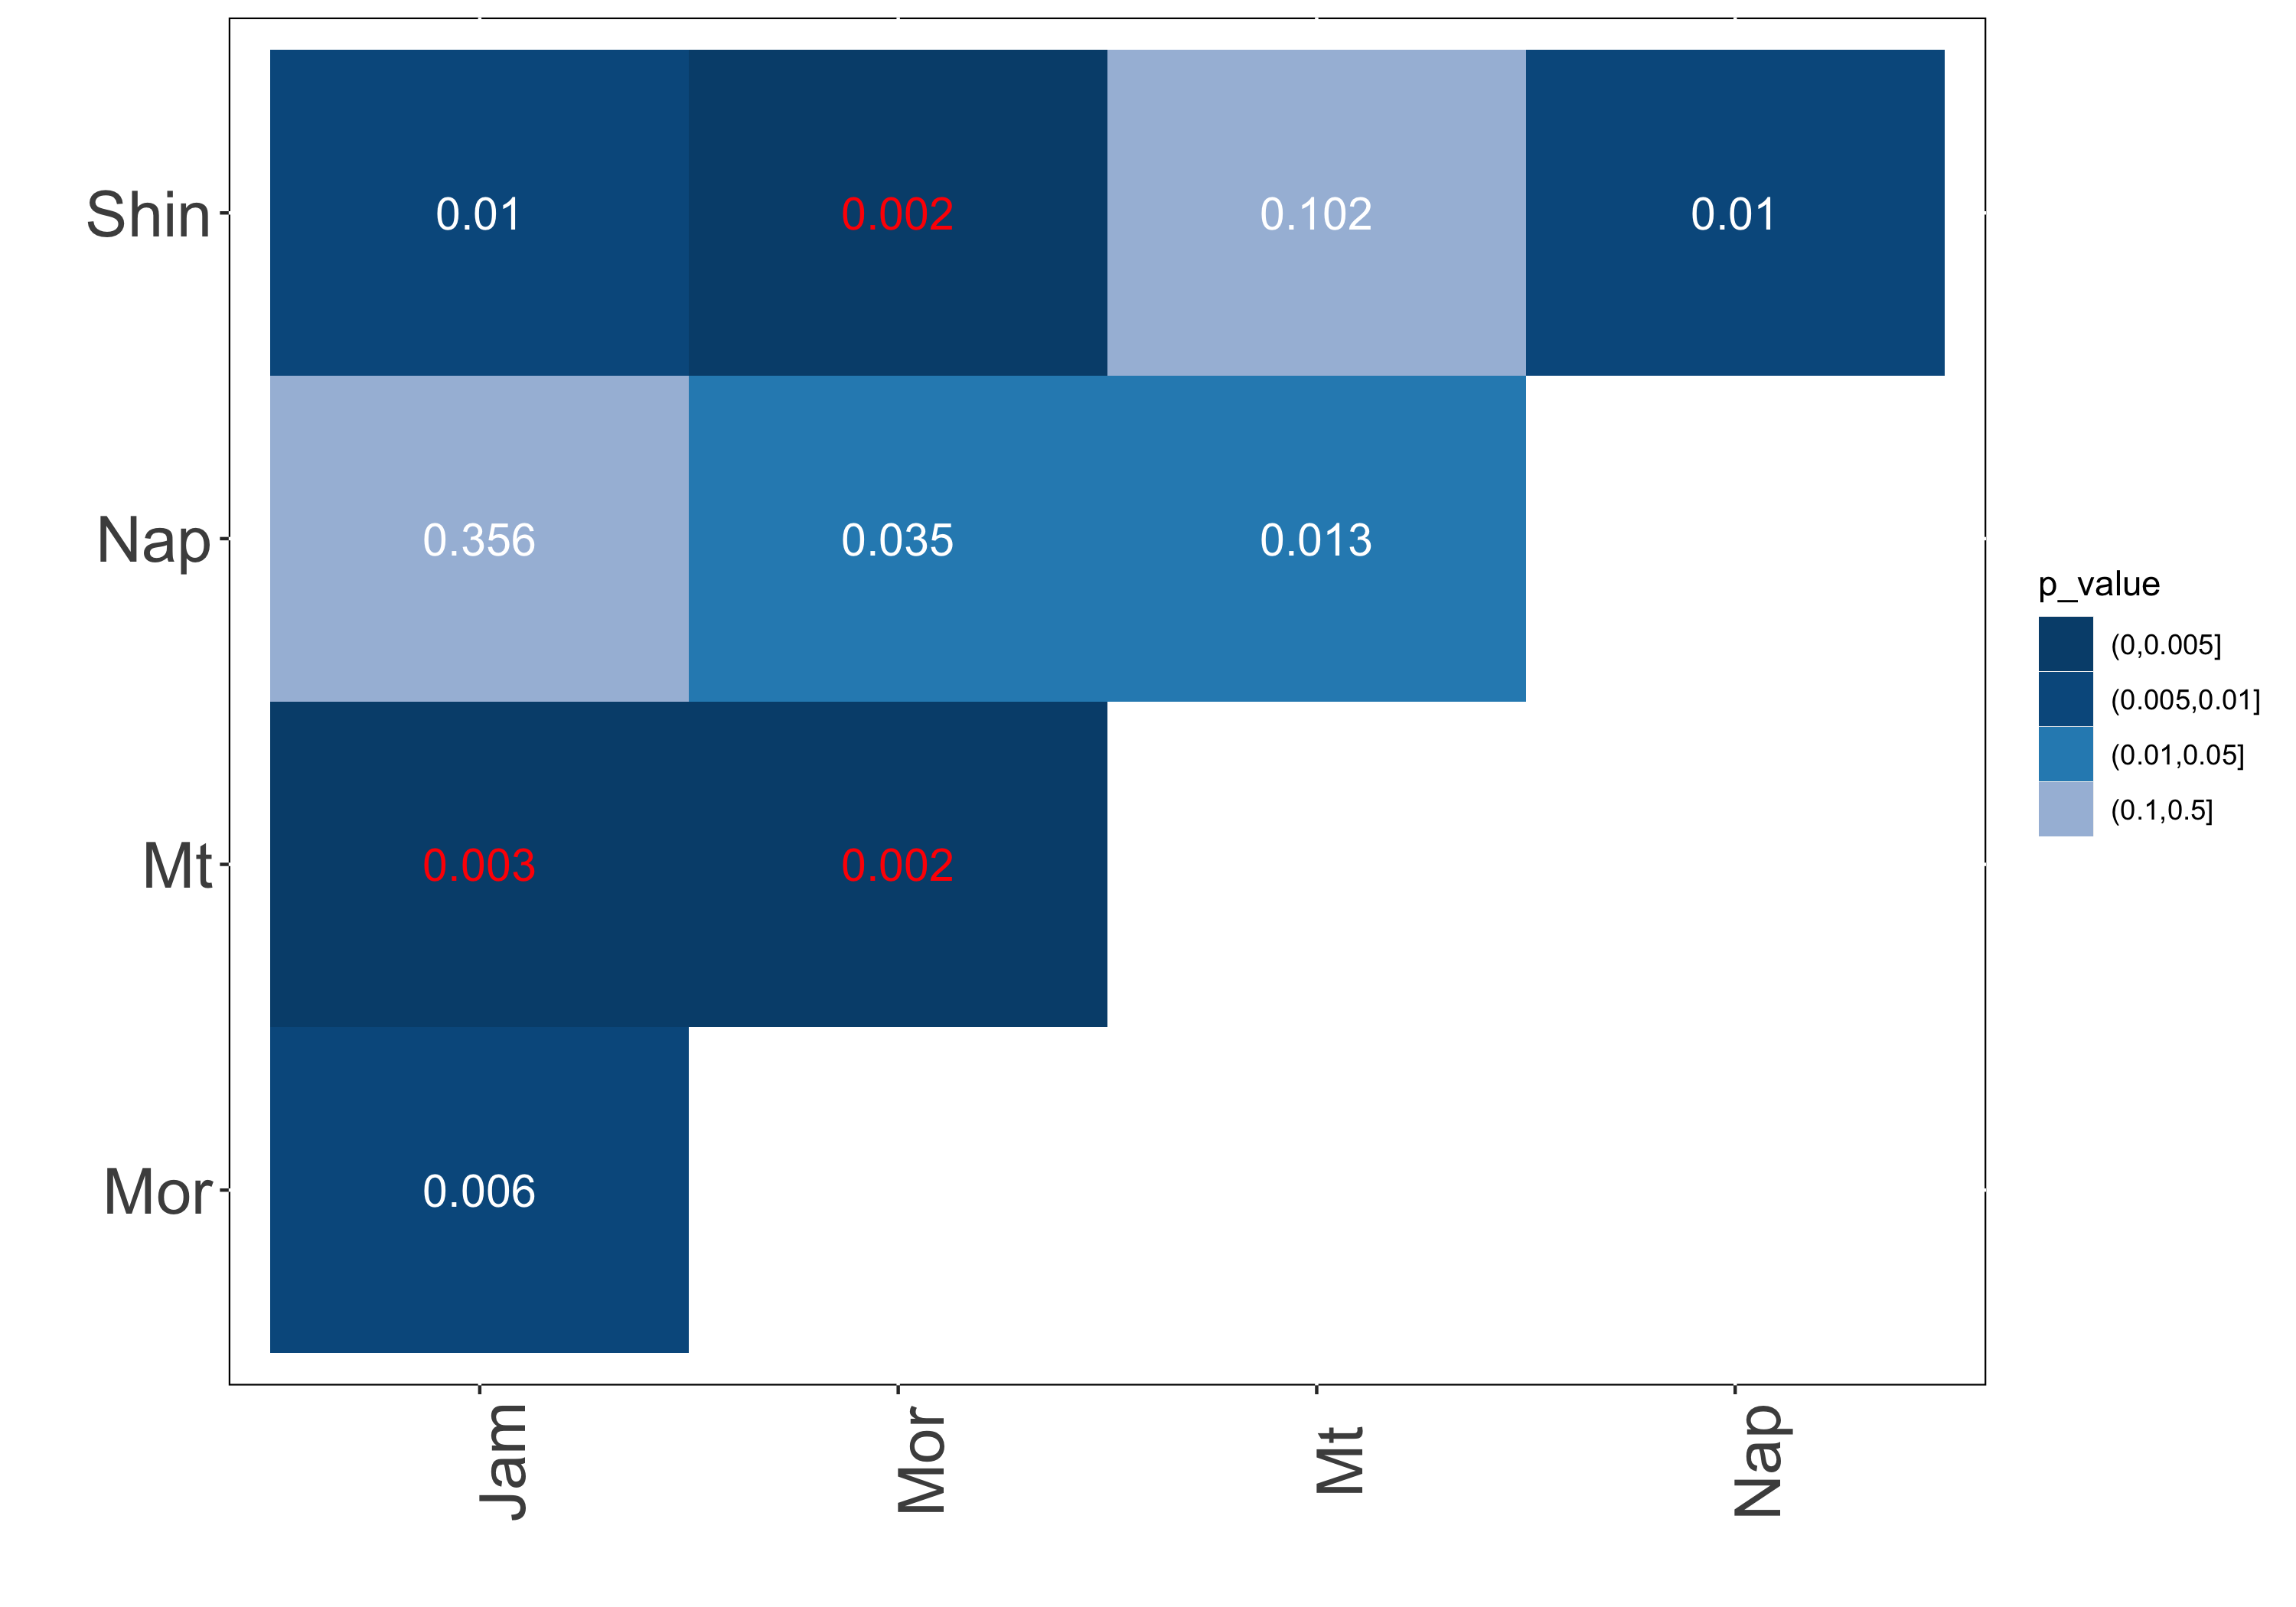 Shin 0.01 0.002 0.102 0.01
Nap 0.356 0.035 0.013
Mt 0.003 0.002
Mor 0.006
Jam Mor Mt Nap
p_value
(0,0.005]
(0.005,0.01]
(0.01,0.05]
(0.1,0.5]